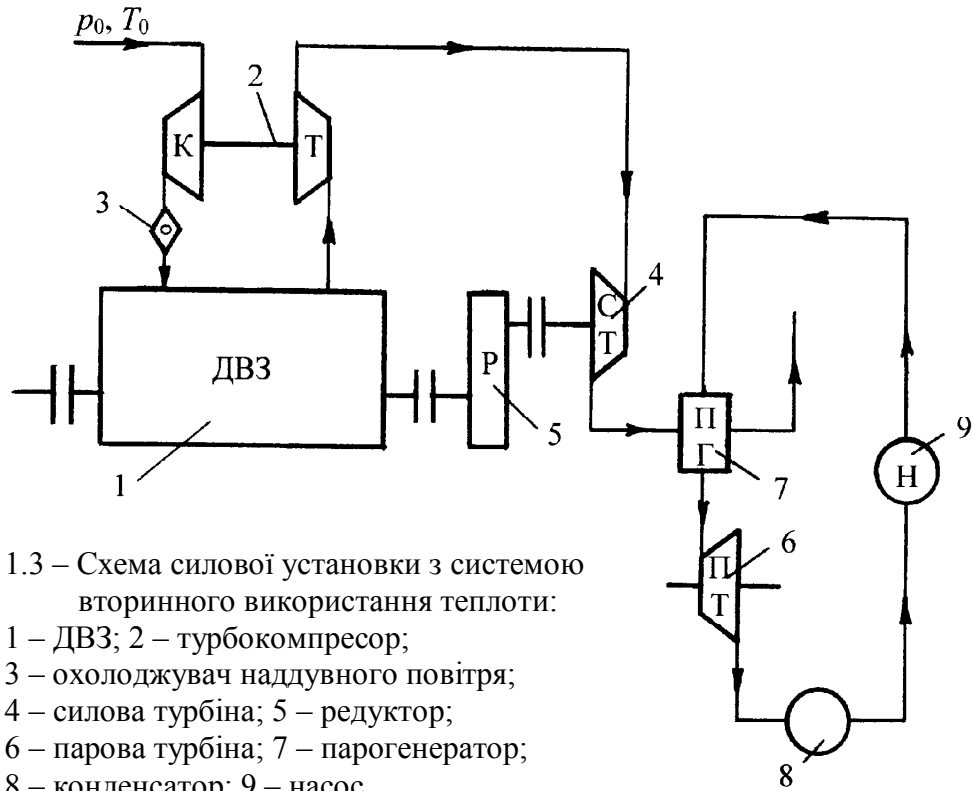 p₀, T₀
2
К
Т
3
4
С
Т
ДВЗ
Р
5
П
Г
7
9
Н
1
6
П
Т
1.3 – Схема силової установки з системою
вторинного використання теплоти:
1 – ДВЗ; 2 – турбокомпресор;
3 – охолоджувач наддувного повітря;
4 – силова турбіна; 5 – редуктор;
6 – парова турбіна; 7 – парогенератор;
8 – конденсатор; 9 – насос
8